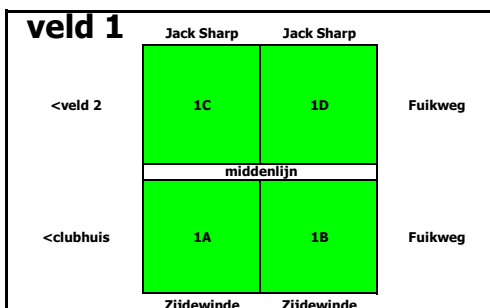 veld 1
Jack Sharp Jack Sharp
<veld 2 1C 1D Fuikweg
middenlijn
<clubhuis 1A 1B Fuikweg
Zijdewinde Zijdewinde